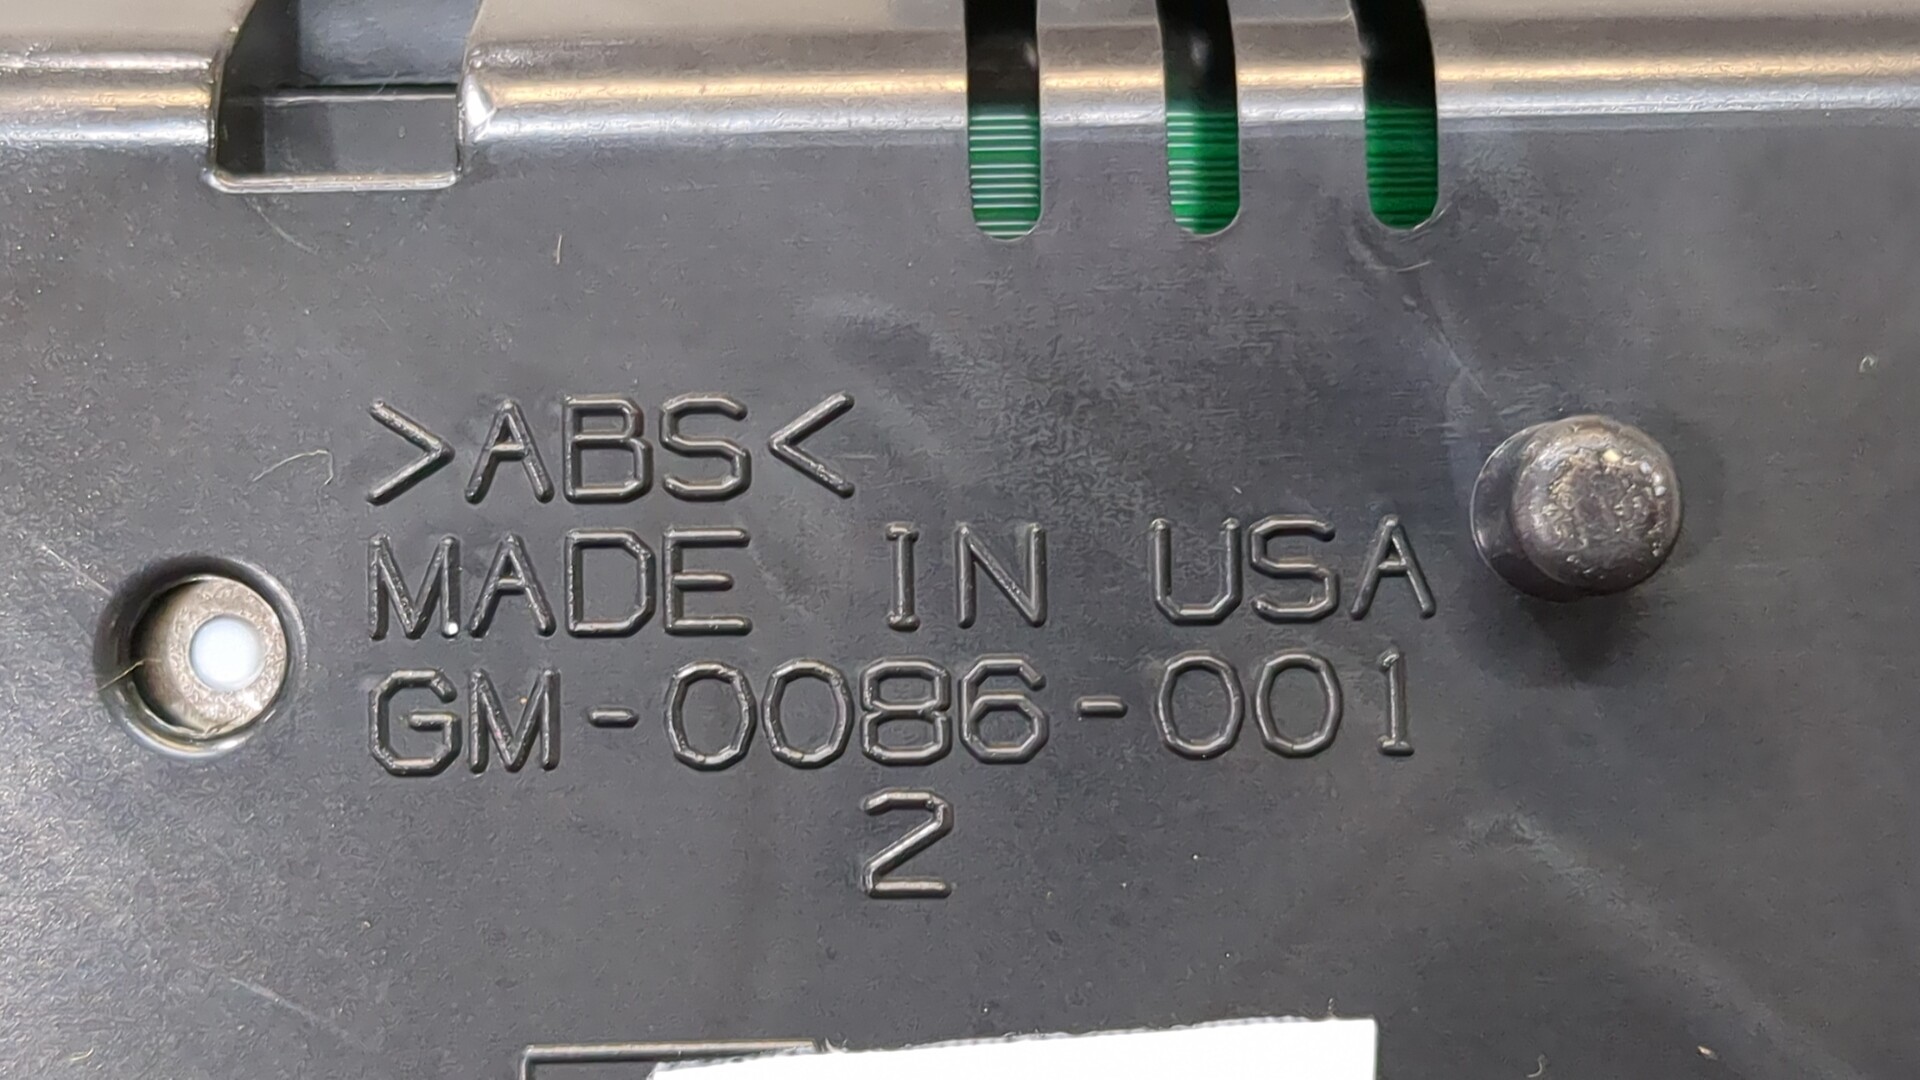 >ABS<
MADE IN USA
GM-0086-001
2